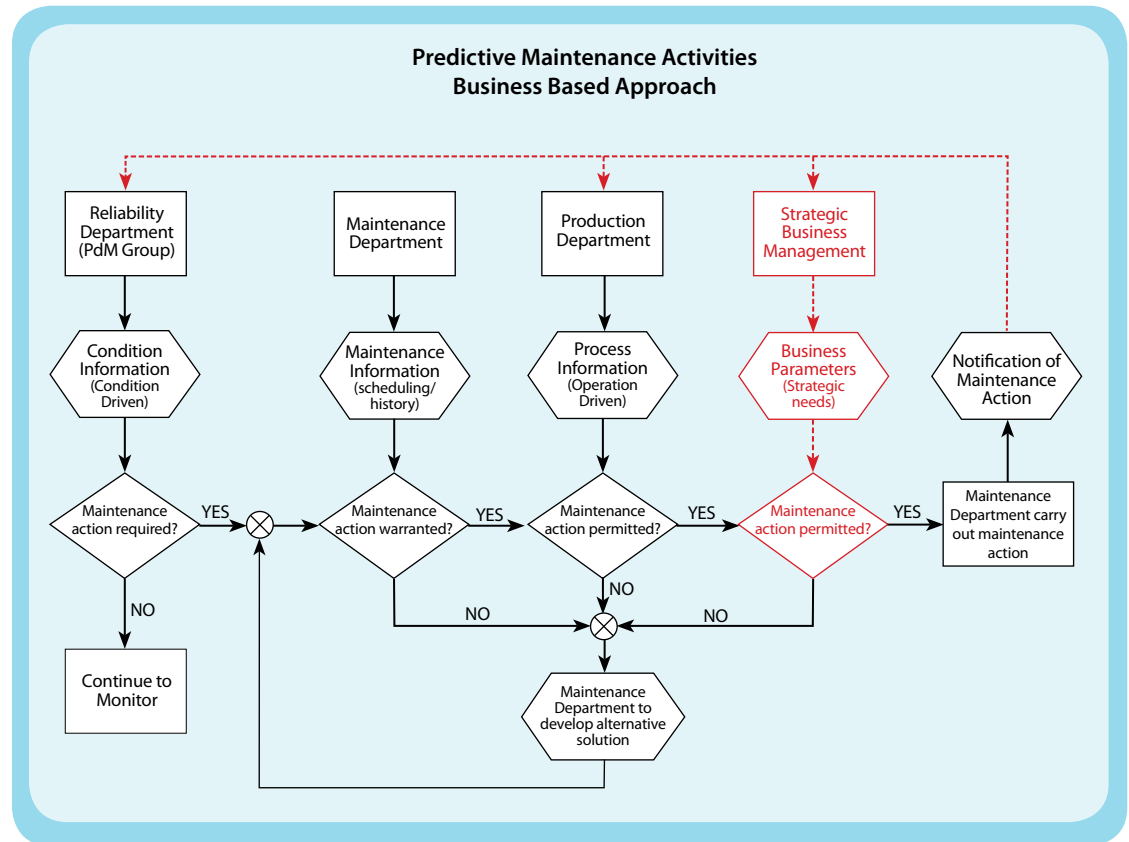 Predictive Maintenance Activities
Business Based Approach
Reliability
Department
(PdM Group)
Maintenance
Department
Production
Department
Strategic
Business
Management
Condition
Information
(Condition
Driven)
Maintenance
Information
(scheduling/
history)
Process
Information
(Operation
Driven)
Business
Parameters
(Strategic
needs)
Notification of
Maintenance
Action
Maintenance
action required?
YES
Maintenance
action warranted?
YES
Maintenance
action permitted?
YES
Maintenance
action permitted?
YES
Maintenance
Department carry
out maintenance
action
NO
NO
NO
NO
Continue to
Monitor
Maintenance
Department to
develop alternative
solution